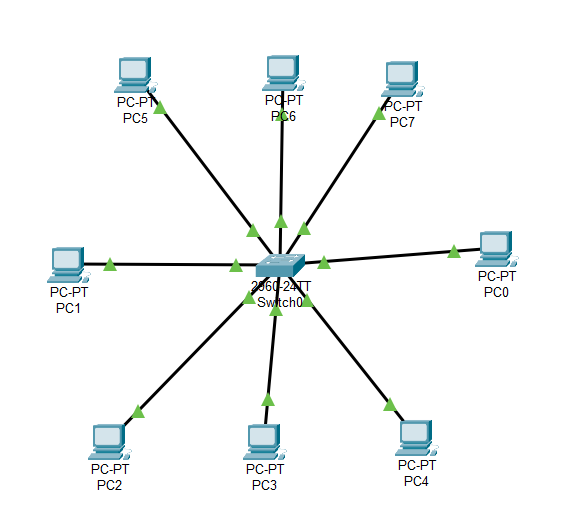 PC-PT
PC5
PC-PT
PC6
PC-PT
PC7
PC-PT
PC1
2960-24TT
Switch0
PC-PT
PC0
PC-PT
PC2
PC-PT
PC3
PC-PT
PC4